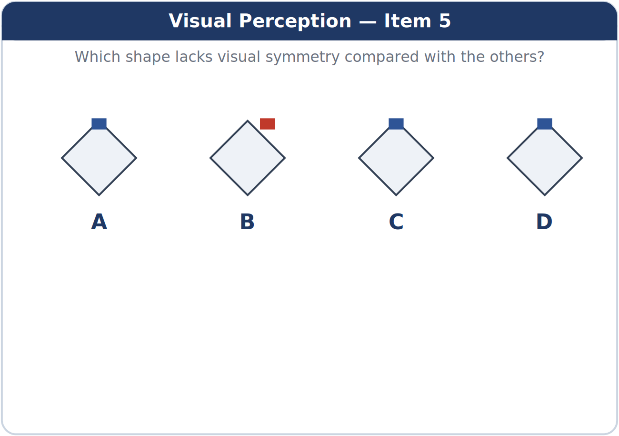 Visual Perception — Item 5
Which shape lacks visual symmetry compared with the others?
A B C D